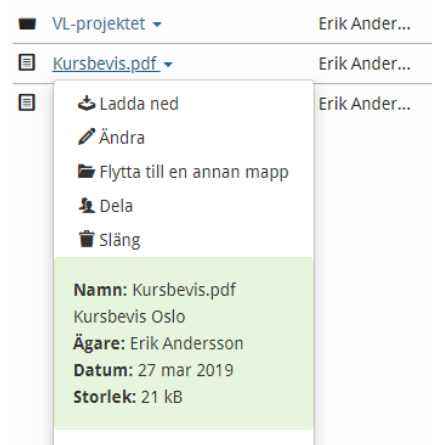 VL-projektet Erik Ander...
Kursbevis.pdf Erik Ander...
Erik Ander...
Ladda ned
Ändra
Flytta till en annan mapp
Dela
Släng
Namn: Kursbevis.pdf
Kursbevis Oslo
Ägare: Erik Andersson
Datum: 27 mar 2019
Storlek: 21 kB